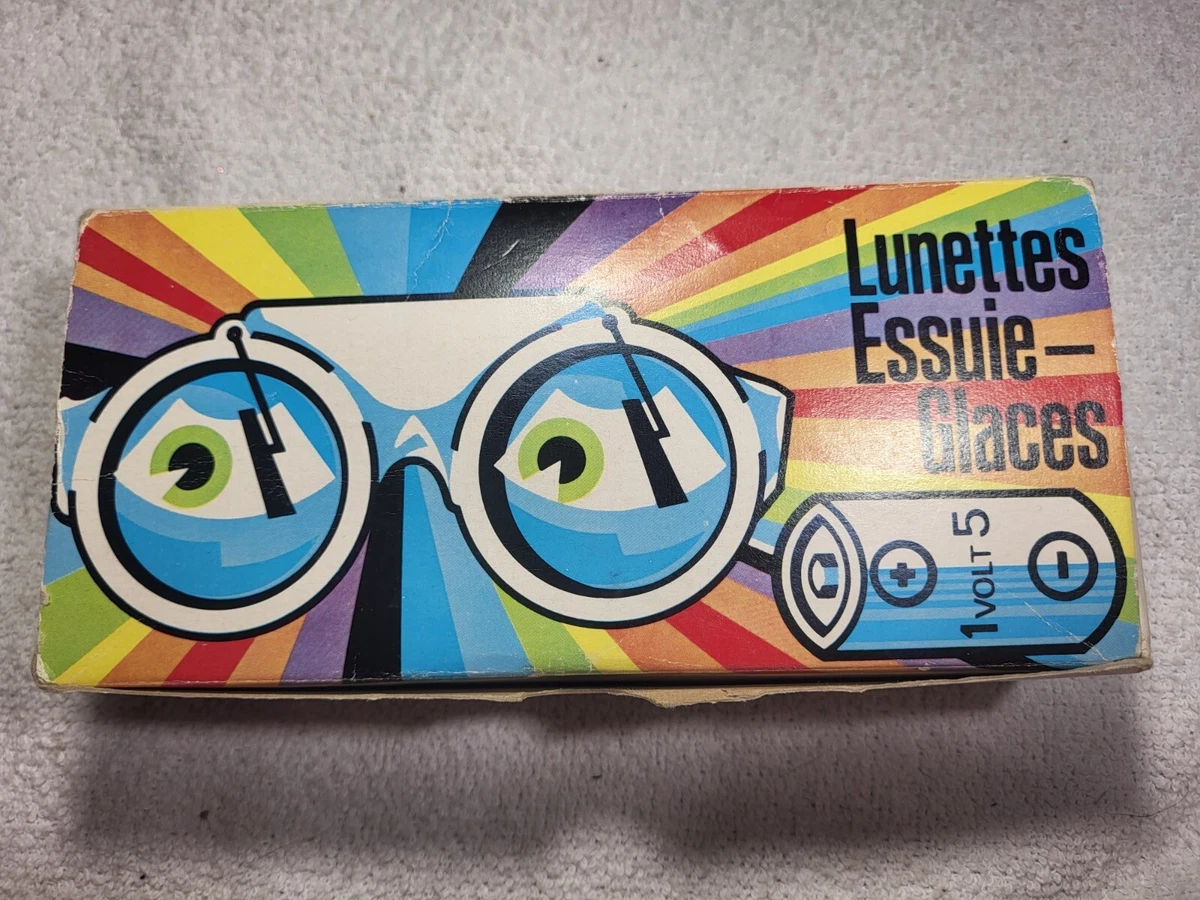 Lunettes
Essuie-
Glaces
+
1 VOLT 5
-